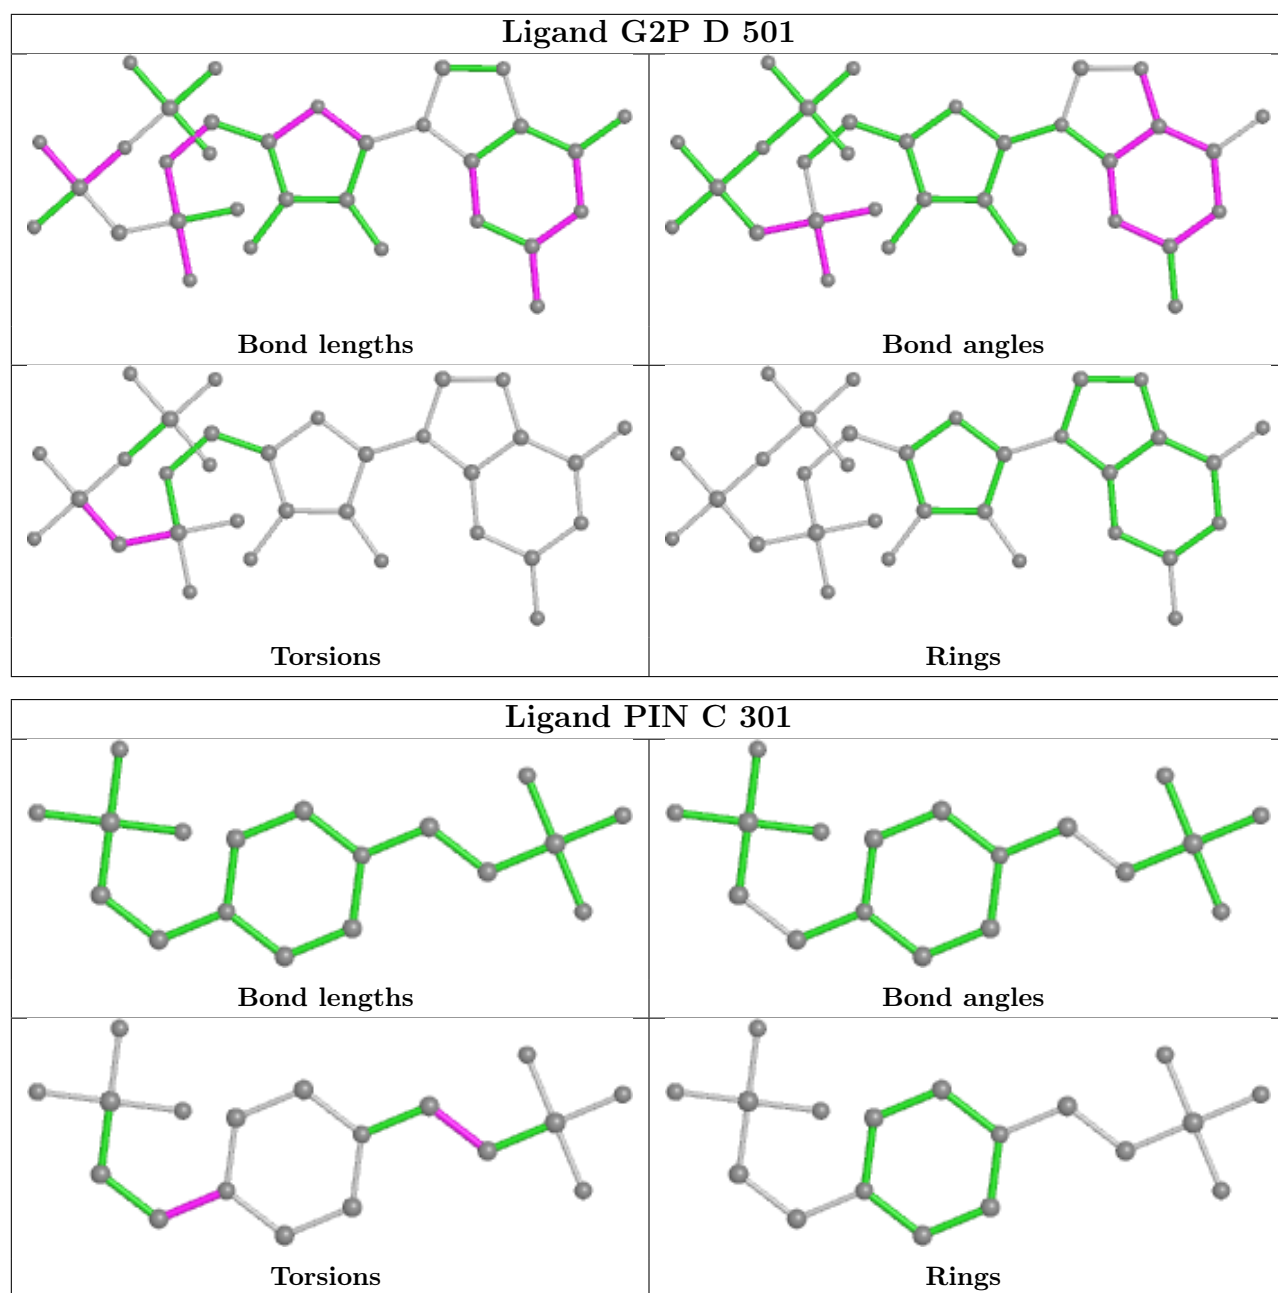 Ligand G2P D 501
Bond lengths
Bond angles
Torsions
Rings
Ligand PIN C 301
Bond lengths
Bond angles
Torsions
Rings